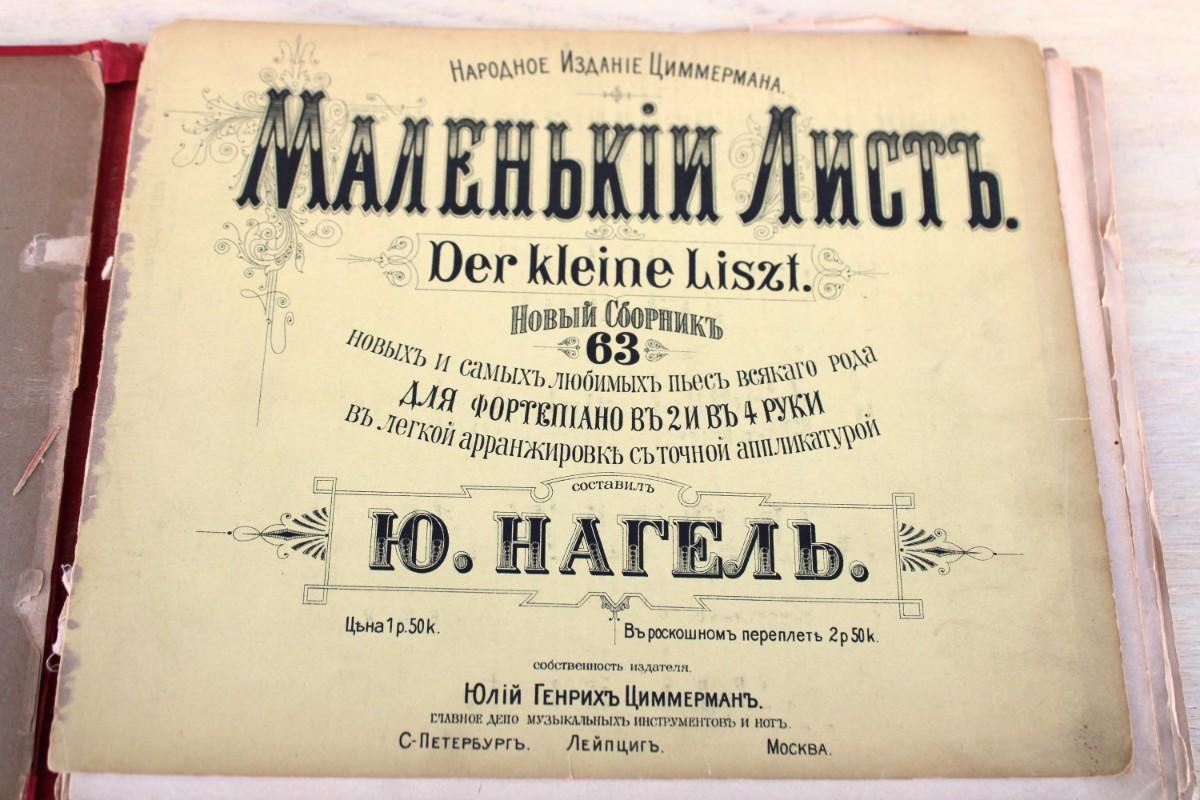 Народное Изданіе Циммермана.
Маленькій Листъ.
Der kleine Liszt.
Новый Сборникъ
63
новыхъ и самыхъ любимыхъ пьесъ всякаго рода
для фортепіано въ 2 и въ 4 руки
въ легкой арранжировкѣ съ точной аппликатурой
составилъ
Ю. Нагель.
Цѣна 1 р. 50 к.
Въ роскошномъ переплетѣ 2 р 50 к.
собственность издателя.
Юлій Генрихъ Циммерманъ.
главное депо музыкальныхъ инструментовъ и нотъ.
С-Петербургъ. Лейпцигъ. Москва.